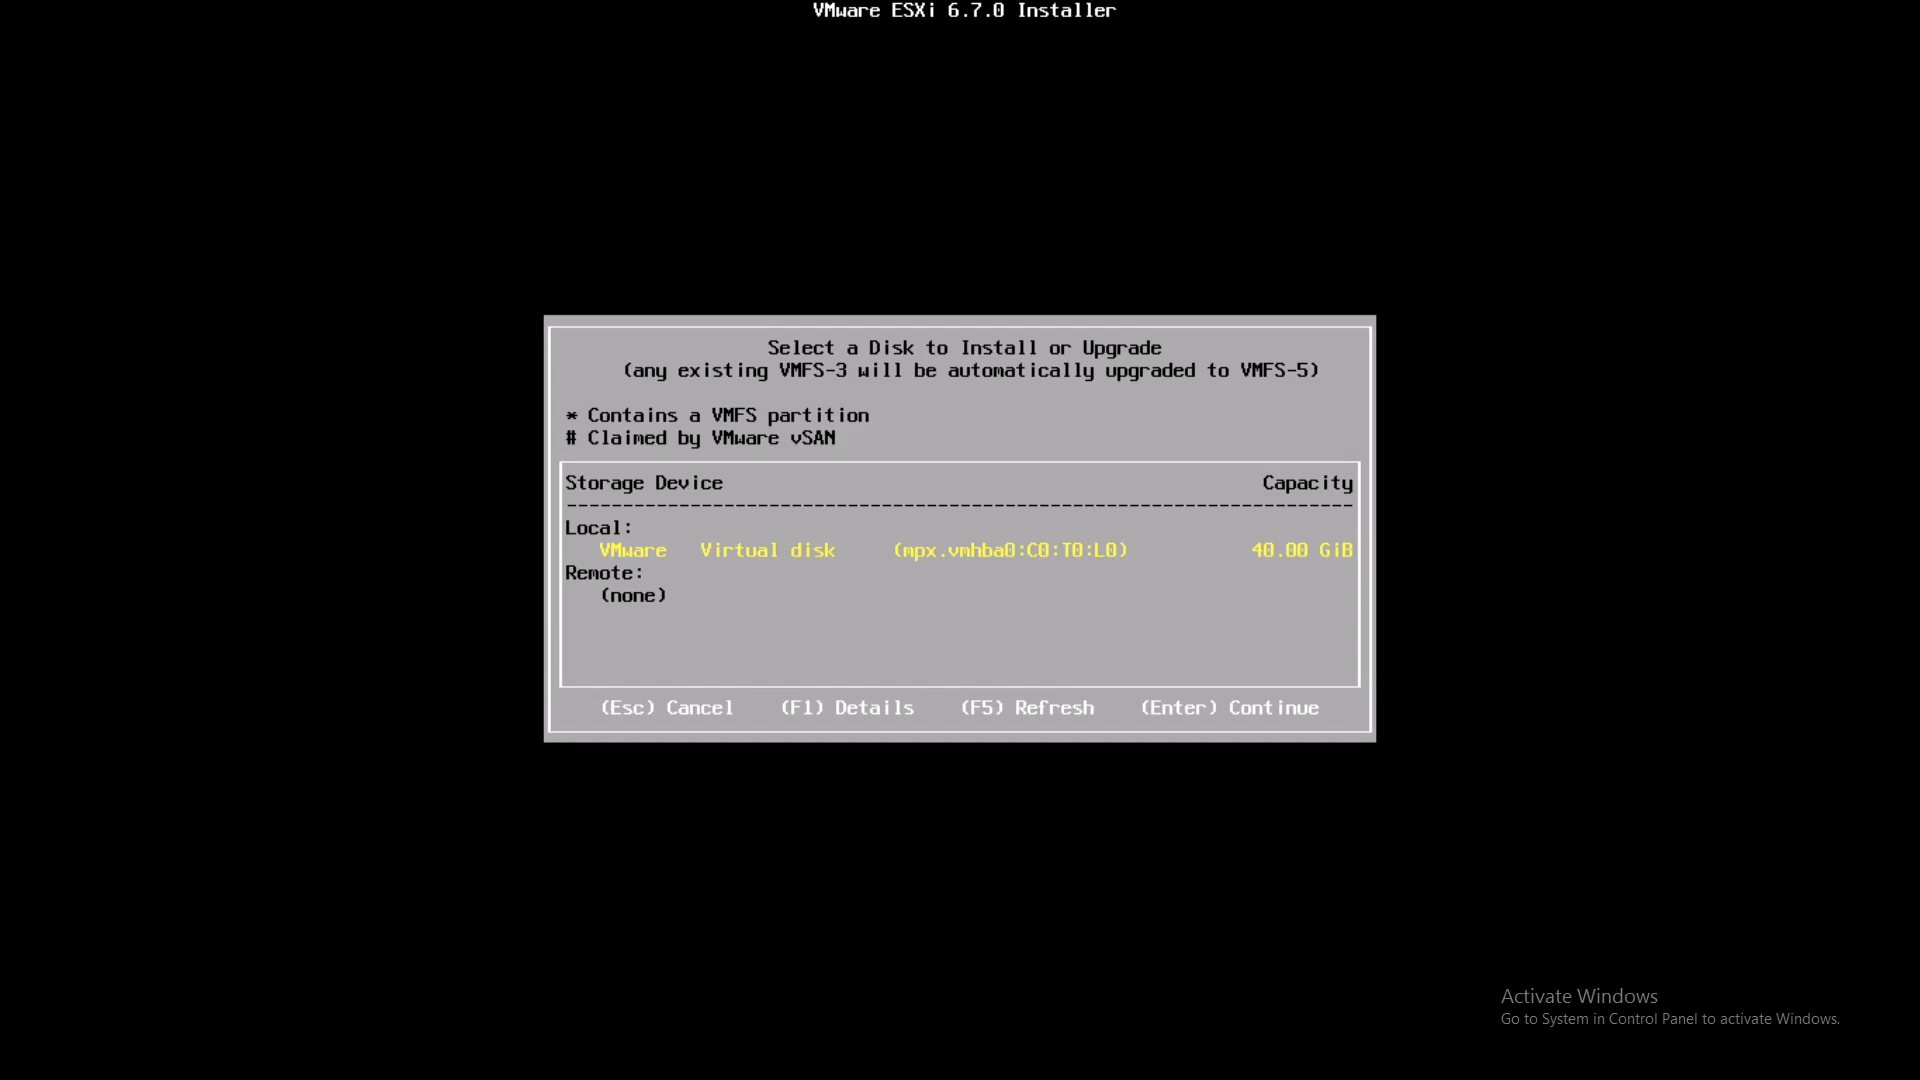 VMware ESXi 6.7.0 Installer
Select a Disk to Install or Upgrade
(any existing VMFS-3 will be automatically upgraded to VMFS-5)
* Contains a VMFS partition
# Claimed by VMware vSAN
Storage Device Capacity
--------------------------------------------------------------------
Local:
VMware Virtual disk (mpx.vmhba0:C0:T0:L0) 40.00 GiB
Remote:
(none)
(Esc) Cancel (F1) Details (F5) Refresh (Enter) Continue
Activate Windows
Go to System in Control Panel to activate Windows.